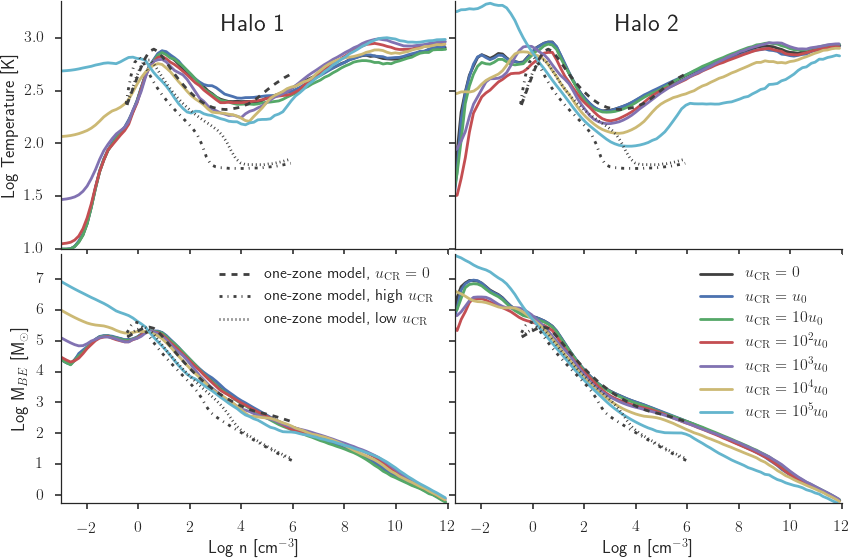 Halo 1
Halo 2
Log Temperature [K]
3.0
2.5
2.0
1.5
1.0
one-zone model, u_CR = 0
one-zone model, high u_CR
one-zone model, low u_CR
u_CR = 0
u_CR = u_0
u_CR = 10u_0
u_CR = 10^2u_0
u_CR = 10^3u_0
u_CR = 10^4u_0
u_CR = 10^5u_0
Log M_BE [M_⊙]
7
6
5
4
3
2
1
0
−2 0 2 4 6 8 10 12
−2 0 2 4 6 8 10 12
Log n [cm^−3]
Log n [cm^−3]